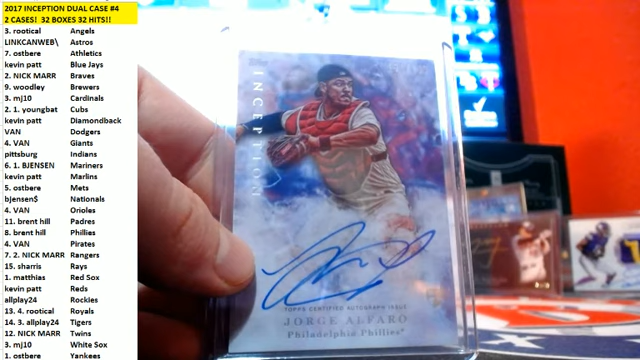 2017 INCEPTION DUAL CASE #4
2 CASES! 32 BOXES 32 HITS!!
3. rootical Angels
LINKCANWEB\ Astros
7. ostbere Athletics
kevin patt Blue Jays
2. NICK MARR Braves
9. woodley Brewers
3. mj10 Cardinals
2. 1. youngbat Cubs
kevin patt Diamondback
VAN Dodgers
4. VAN Giants
pittsburg Indians
6. 1. BJENSEN Mariners
kevin patt Marlins
5. ostbere Mets
bJensen$ Nationals
4. VAN Orioles
11. brent hill Padres
8. brent hill Phillies
4. VAN Pirates
7. 2. NICK MARR Rangers
15. sharris Rays
1. matthias Red Sox
kevin patt Reds
allplay24 Rockies
13. 4. rootical Royals
14. 3. allplay24 Tigers
12. NICK MARR Twins
3. mj10 White Sox
1. ostbere Yankees
INCEPTION
TOPPS CERTIFIED AUTOGRAPH ISSUE
JORGE ALFARO
Philadelphia Phillies